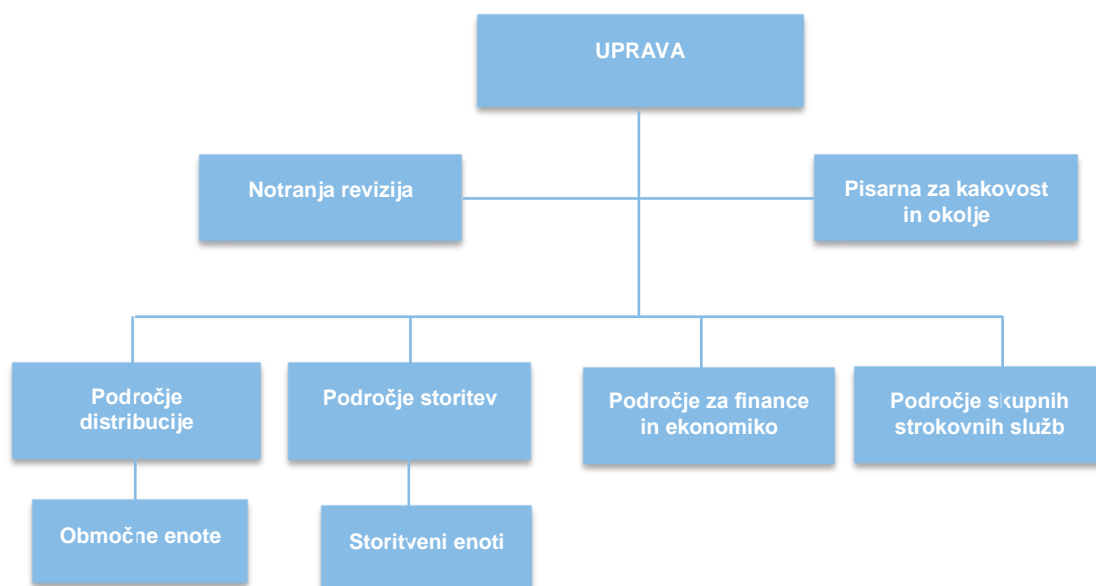 UPRAVA
Notranja revizija
Pisarna za kakovost
in okolje
Področje
distribucije
Področje storitev
Področje za finance
in ekonomiko
Področje skupnih
strokovnih služb
Območne enote
Storitveni enoti